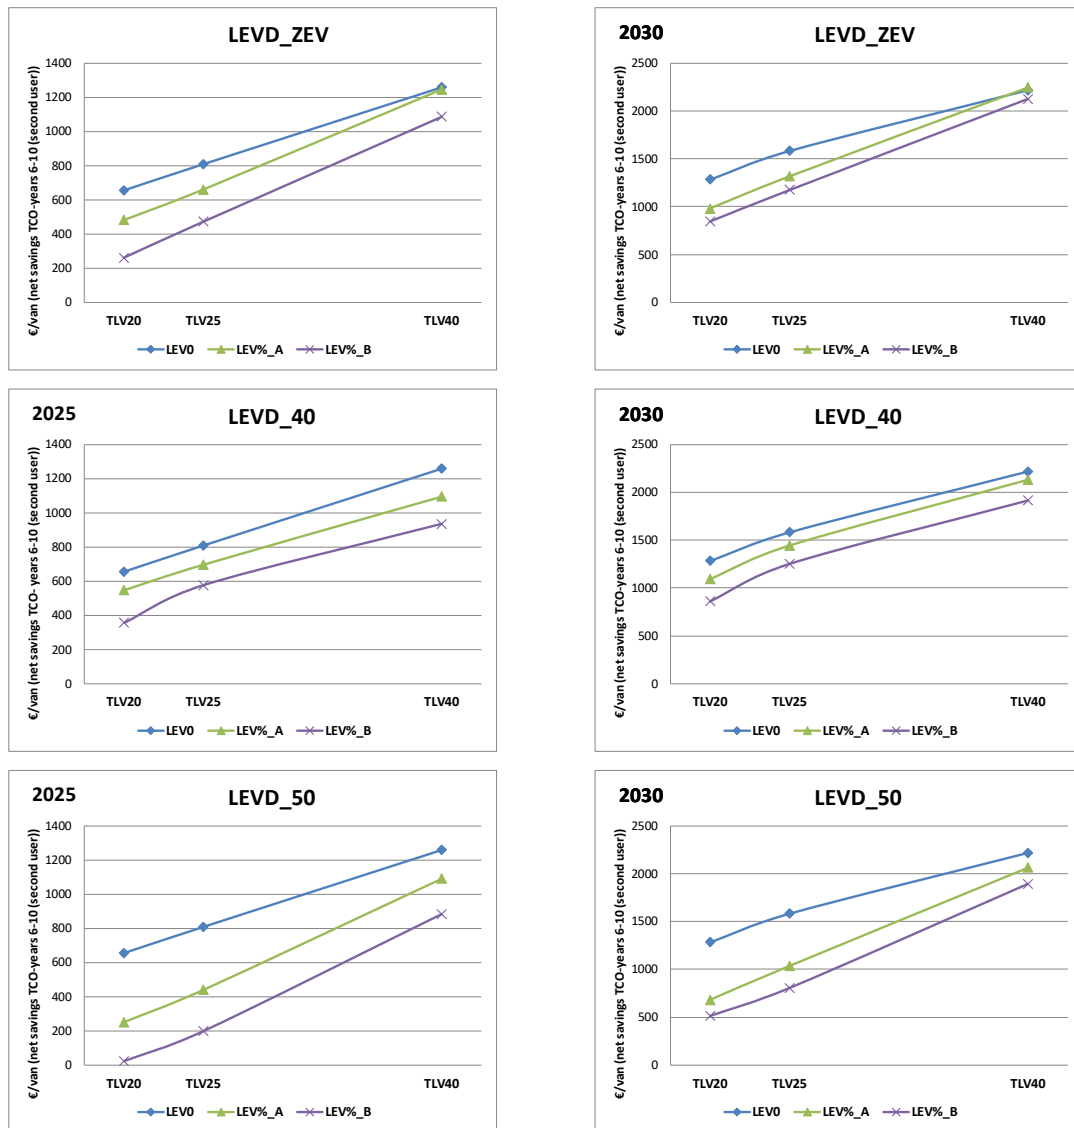 LEVD_ZEV
€/van (net savings TCO-years 6-10 (second user))
1400
1200
1000
800
600
400
200
0
TLV20 TLV25 TLV40
LEV0 LEV%_A LEV%_B
2030 LEVD_ZEV
€/van (net savings TCO-years 6-10 (second user))
2500
2000
1500
1000
500
0
TLV20 TLV25 TLV40
LEV0 LEV%_A LEV%_B
2025 LEVD_40
€/van (net savings TCO- years 6-10 (second user))
1400
1200
1000
800
600
400
200
0
TLV20 TLV25 TLV40
LEV0 LEV%_A LEV%_B
2030 LEVD_40
€/van (net savings TCO-years 6-10 (second user))
2500
2000
1500
1000
500
0
TLV20 TLV25 TLV40
LEV0 LEV%_A LEV%_B
2025 LEVD_50
€/van (net savings TCO-years 6-10 (second user))
1400
1200
1000
800
600
400
200
0
TLV20 TLV25 TLV40
LEV0 LEV%_A LEV%_B
2030 LEVD_50
€/van (net savings TCO-years 6-10 (second user))
2500
2000
1500
1000
500
0
TLV20 TLV25 TLV40
LEV0 LEV%_A LEV%_B